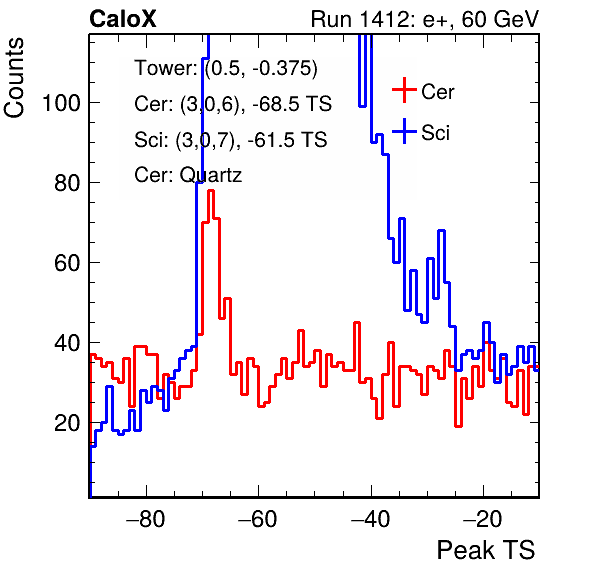 CaloX Run 1412: e+, 60 GeV
Counts
Tower: (0.5, -0.375)
Cer: (3,0,6), -68.5 TS
Sci: (3,0,7), -61.5 TS
Cer: Quartz
Cer
Sci
100
80
60
40
20
−80 −60 −40 −20
Peak TS